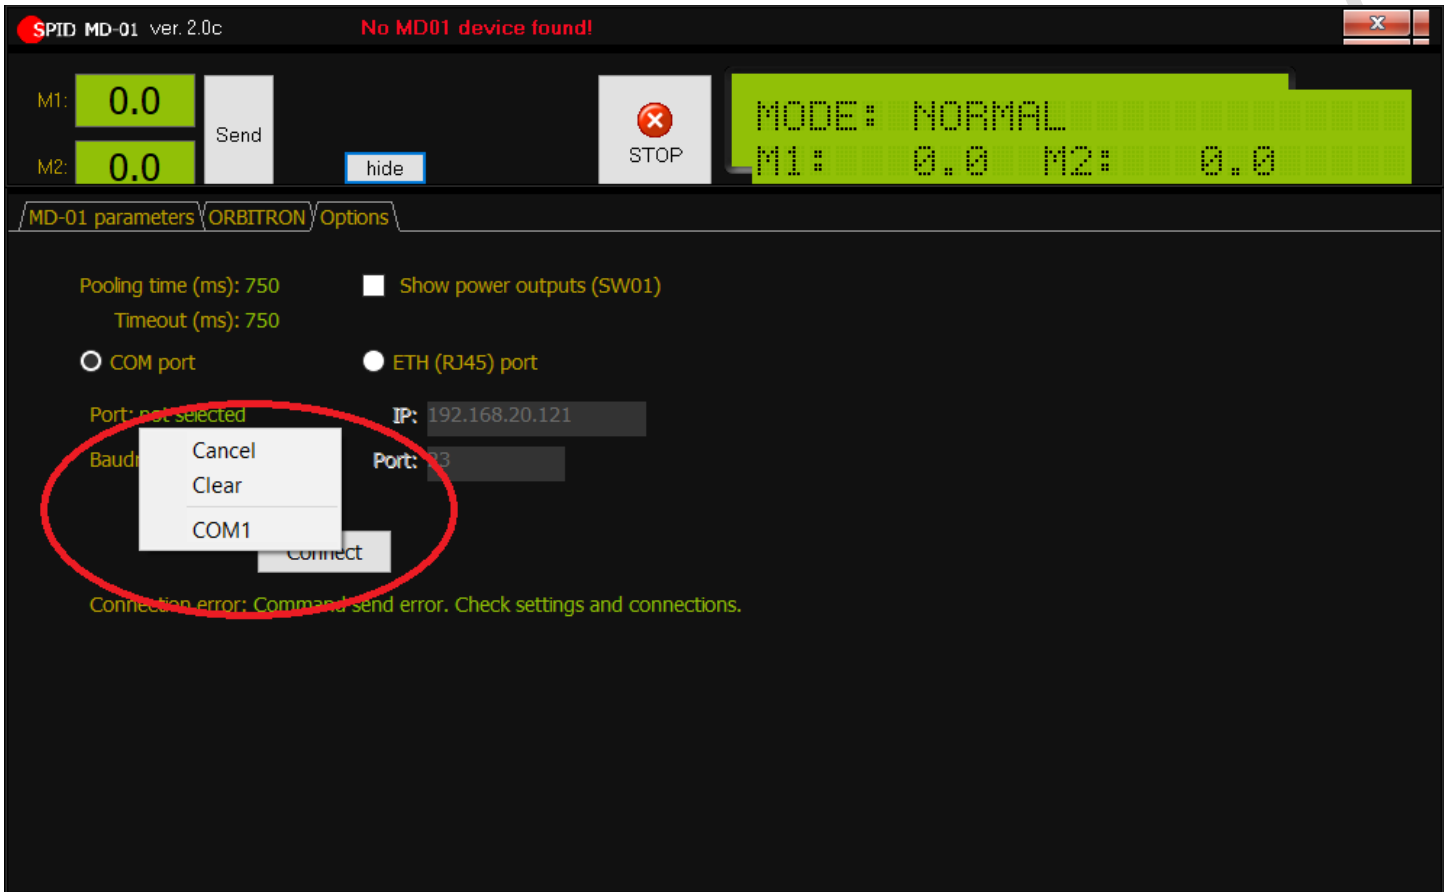 SPID MD-01 ver. 2.0c No MD01 device found! x
M1: 0.0
Send
M2: 0.0
hide
STOP
MODE: NORMAL
M1: 0.0 M2: 0.0
MD-01 parameters ORBITRON Options
Pooling time (ms): 750 Show power outputs (SW01)
Timeout (ms): 750
COM port ETH (RJ45) port
Port: not selected IP: 192.168.20.121
Baudr Port: 23
Cancel
Clear
COM1
Connect
Connection error: Command send error. Check settings and connections.